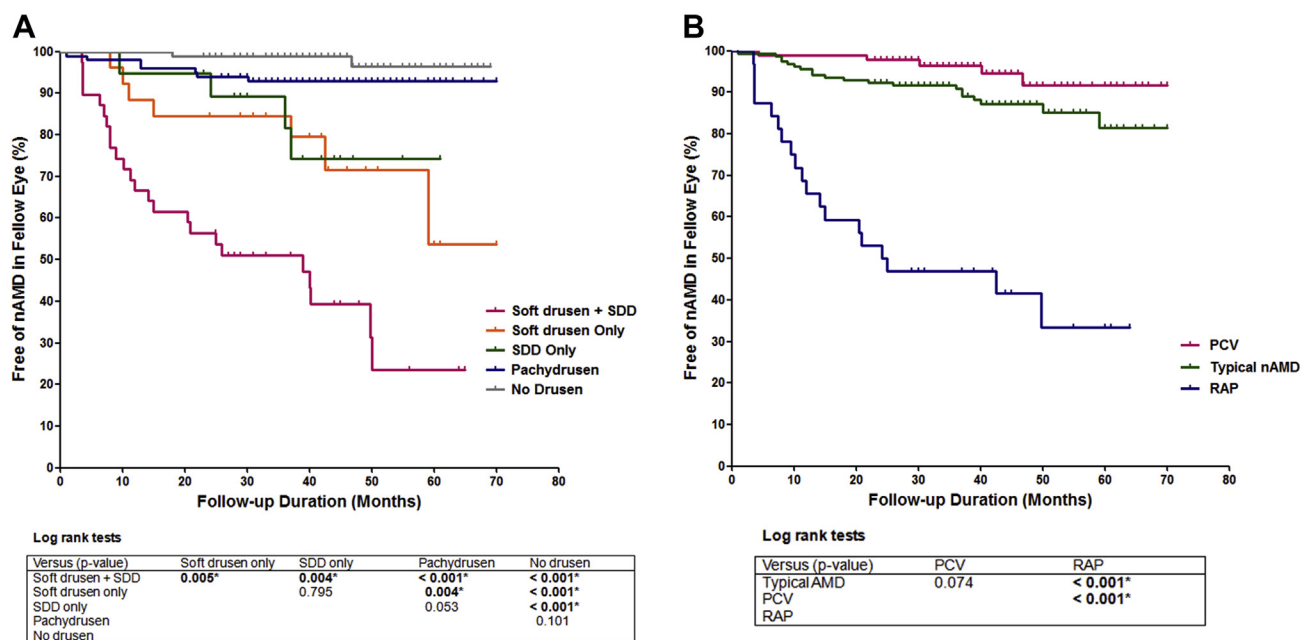 A
Free of nAMD in Fellow Eye (%)
100
90
80
70
60
50
40
30
20
10
0
0 10 20 30 40 50 60 70 80
Follow-up Duration (Months)
Soft drusen + SDD
Soft drusen Only
SDD Only
Pachydrusen
No Drusen
Log rank tests
Versus (p-value) Soft drusen only SDD only Pachydrusen No drusen
Soft drusen + SDD 0.005* 0.004* < 0.001* < 0.001*
Soft drusen only 0.795 0.004* < 0.001*
SDD only 0.053 < 0.001*
Pachydrusen 0.101
No drusen
B
Free of nAMD in Fellow Eye (%)
100
90
80
70
60
50
40
30
20
10
0
0 10 20 30 40 50 60 70 80
Follow-up Duration (Months)
PCV
Typical nAMD
RAP
Log rank tests
Versus (p-value) PCV RAP
Typical AMD 0.074 < 0.001*
PCV < 0.001*
RAP